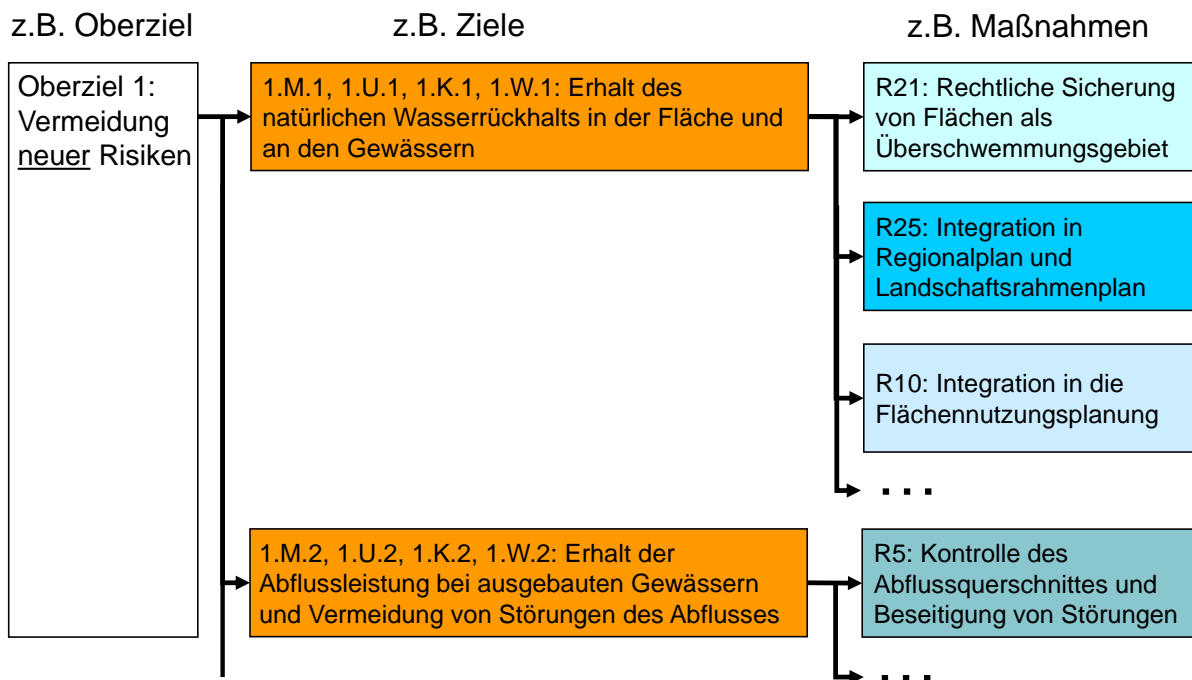 z.B. Oberziel
z.B. Ziele
z.B. Maßnahmen
Oberziel 1:
Vermeidung
neuer Risiken
1.M.1, 1.U.1, 1.K.1, 1.W.1: Erhalt des
natürlichen Wasserrückhalts in der Fläche und
an den Gewässern
R21: Rechtliche Sicherung
von Flächen als
Überschwemmungsgebiet
R25: Integration in
Regionalplan und
Landschaftsrahmenplan
R10: Integration in die
Flächennutzungsplanung
. . .
1.M.2, 1.U.2, 1.K.2, 1.W.2: Erhalt der
Abflussleistung bei ausgebauten Gewässern
und Vermeidung von Störungen des Abflusses
R5: Kontrolle des
Abflussquerschnittes und
Beseitigung von Störungen
. . .